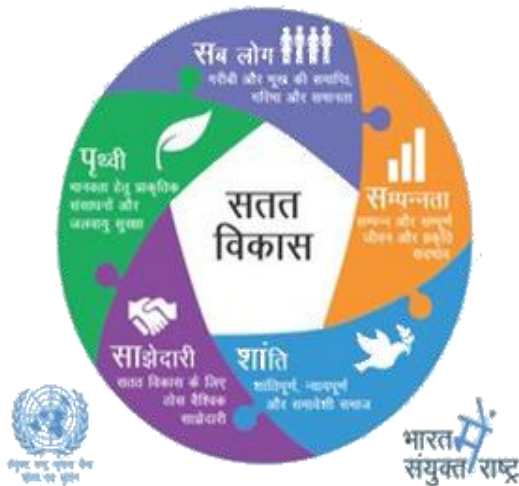 सब लोग
गरीबी और भूख की समाप्ति,
गरिमा और समानता
सम्पन्नता
सम्पन्न और सम्पूर्ण
जीवन और प्रकृति
शांति
शांतिपूर्ण, न्यायपूर्ण
और समावेशी समाज
साझेदारी
सतत विकास के लिए
ठोस वैश्विक
साझेदारी
पृथ्वी
मानवता हेतु प्राकृतिक
संसाधनों और
जलवायु सुरक्षा
सतत
विकास
भारत में
संयुक्त राष्ट्र